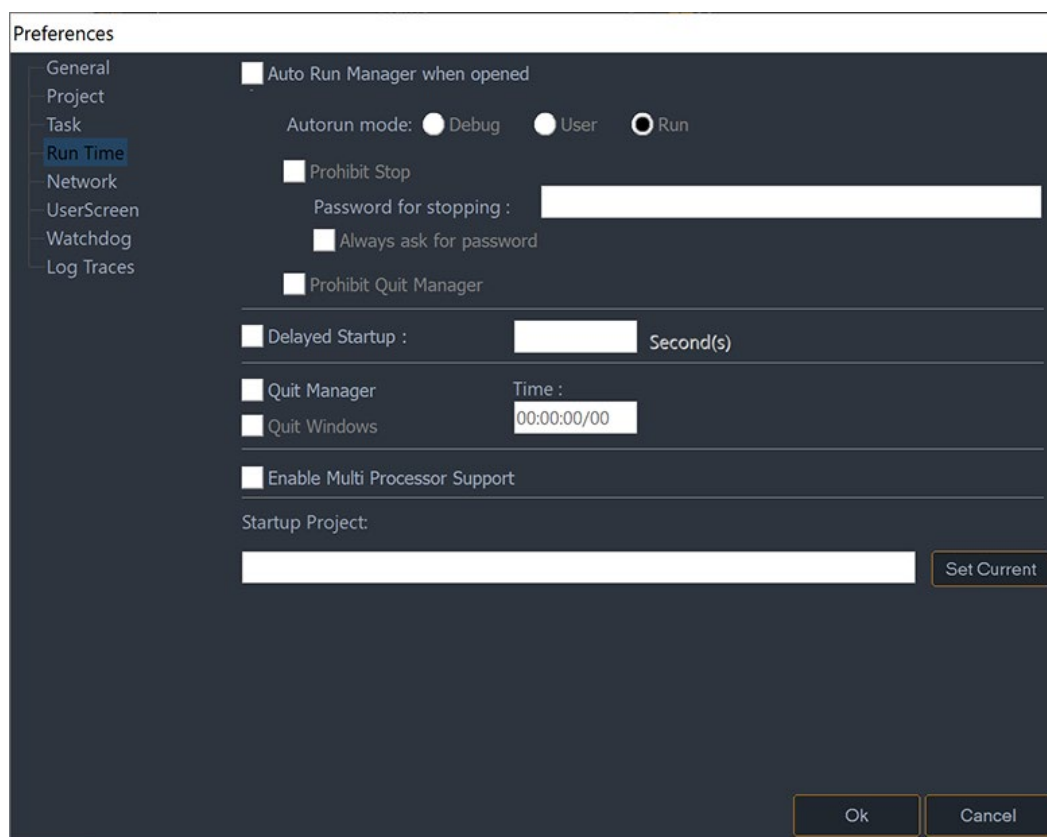 Preferences
General
Project
Task
Run Time
Network
UserScreen
Watchdog
Log Traces
Auto Run Manager when opened
Autorun mode: Debug User Run
Prohibit Stop
Password for stopping :
Always ask for password
Prohibit Quit Manager
Delayed Startup : Second(s)
Quit Manager Time :
Quit Windows 00:00:00/00
Enable Multi Processor Support
Startup Project:
Set Current
Ok Cancel